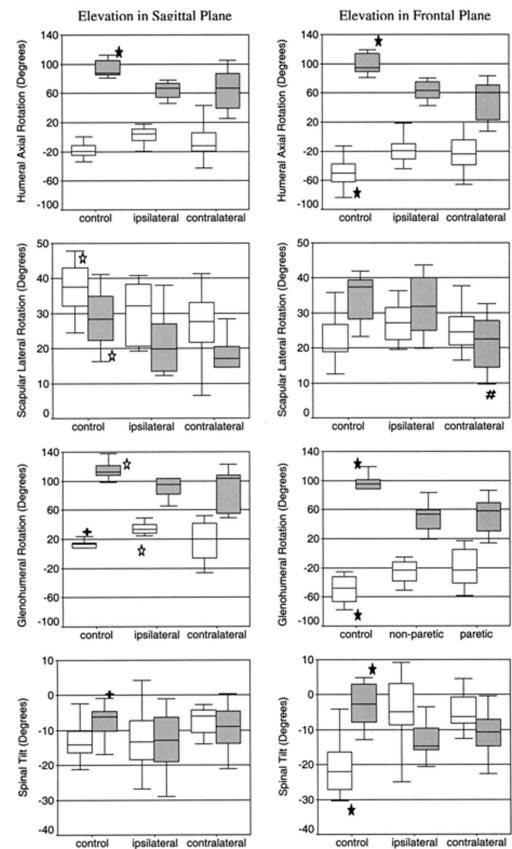 Elevation in Sagittal Plane
Elevation in Frontal Plane
Humeral Axial Rotation (Degrees)
140
100
60
20
-20
-60
-100
control ipsilateral contralateral
Humeral Axial Rotation (Degrees)
140
100
60
20
-20
-60
-100
control ipsilateral contralateral
Scapular Lateral Rotation (Degrees)
50
40
30
20
10
0
control ipsilateral contralateral
Scapular Lateral Rotation (Degrees)
50
40
30
20
10
0
#
control ipsilateral contralateral
Glenohumeral Rotation (Degrees)
140
100
60
20
-20
-60
-100
control ipsilateral contralateral
Glenohumeral Rotation (Degrees)
140
100
60
20
-20
-60
-100
control non-paretic paretic
Spinal Tilt (Degrees)
10
0
-10
-20
-30
-40
control ipsilateral contralateral
Spinal Tilt (Degrees)
10
0
-10
-20
-30
-40
control ipsilateral contralateral